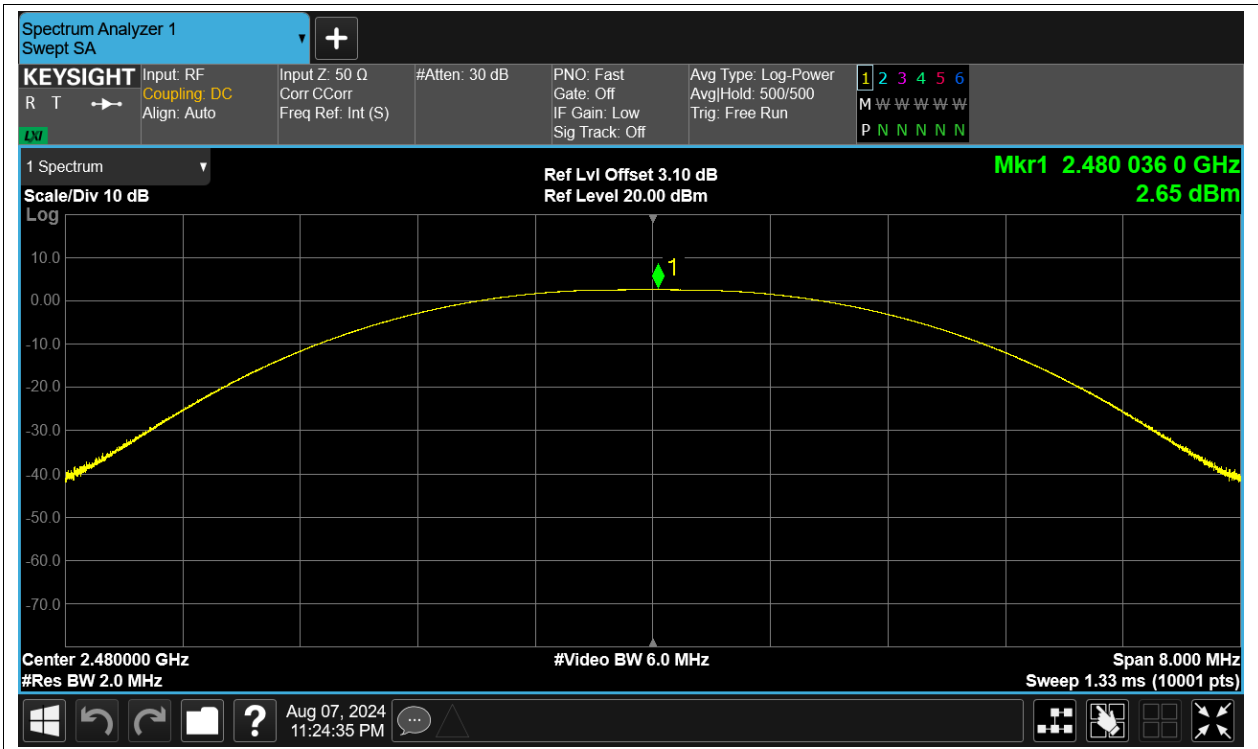 Spectrum Analyzer 1
Swept SA
KEYSIGHT
R T
LXI
Input: RF
Coupling: DC
Align: Auto
Input Z: 50 Ω
Corr CCorr
Freq Ref: Int (S)
#Atten: 30 dB
PNO: Fast
Gate: Off
IF Gain: Low
Sig Track: Off
Avg Type: Log-Power
Avg|Hold: 500/500
Trig: Free Run
1 2 3 4 5 6
M W W W W W W
P N N N N N N
1 Spectrum
Scale/Div 10 dB
Log
Ref Lvl Offset 3.10 dB
Ref Level 20.00 dBm
Mkr1 2.480 036 0 GHz
2.65 dBm
1
10.0
0.00
-10.0
-20.0
-30.0
-40.0
-50.0
-60.0
-70.0
Center 2.480000 GHz
#Video BW 6.0 MHz
Span 8.000 MHz
#Res BW 2.0 MHz
Sweep 1.33 ms (10001 pts)
?
Aug 07, 2024
11:24:35 PM